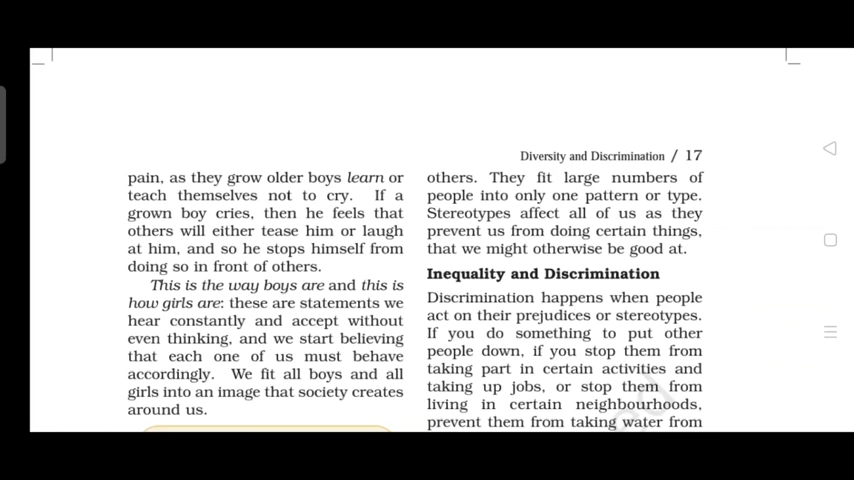 Diversity and Discrimination / 17
pain, as they grow older boys learn or
teach themselves not to cry. If a
grown boy cries, then he feels that
others will either tease him or laugh
at him, and so he stops himself from
doing so in front of others.
This is the way boys are and this is
how girls are: these are statements we
hear constantly and accept without
even thinking, and we start believing
that each one of us must behave
accordingly. We fit all boys and all
girls into an image that society creates
around us.
others. They fit large numbers of
people into only one pattern or type.
Stereotypes affect all of us as they
prevent us from doing certain things,
that we might otherwise be good at.
Inequality and Discrimination
Discrimination happens when people
act on their prejudices or stereotypes.
If you do something to put other
people down, if you stop them from
taking part in certain activities and
taking up jobs, or stop them from
living in certain neighbourhoods,
prevent them from taking water from